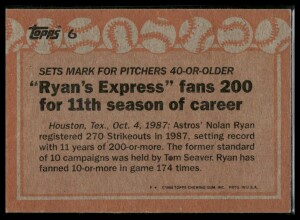 Topps 6
SETS MARK FOR PITCHERS 40-OR-OLDER
"Ryan's Express" fans 200
for 11th season of career
Houston, Tex., Oct. 4, 1987: Astros' Nolan Ryan
registered 270 Strikeouts in 1987, setting record
with 11 years of 200-or-more. The former standard
of 10 campaigns was held by Tom Seaver. Ryan has
fanned 10-or-more in game 174 times.